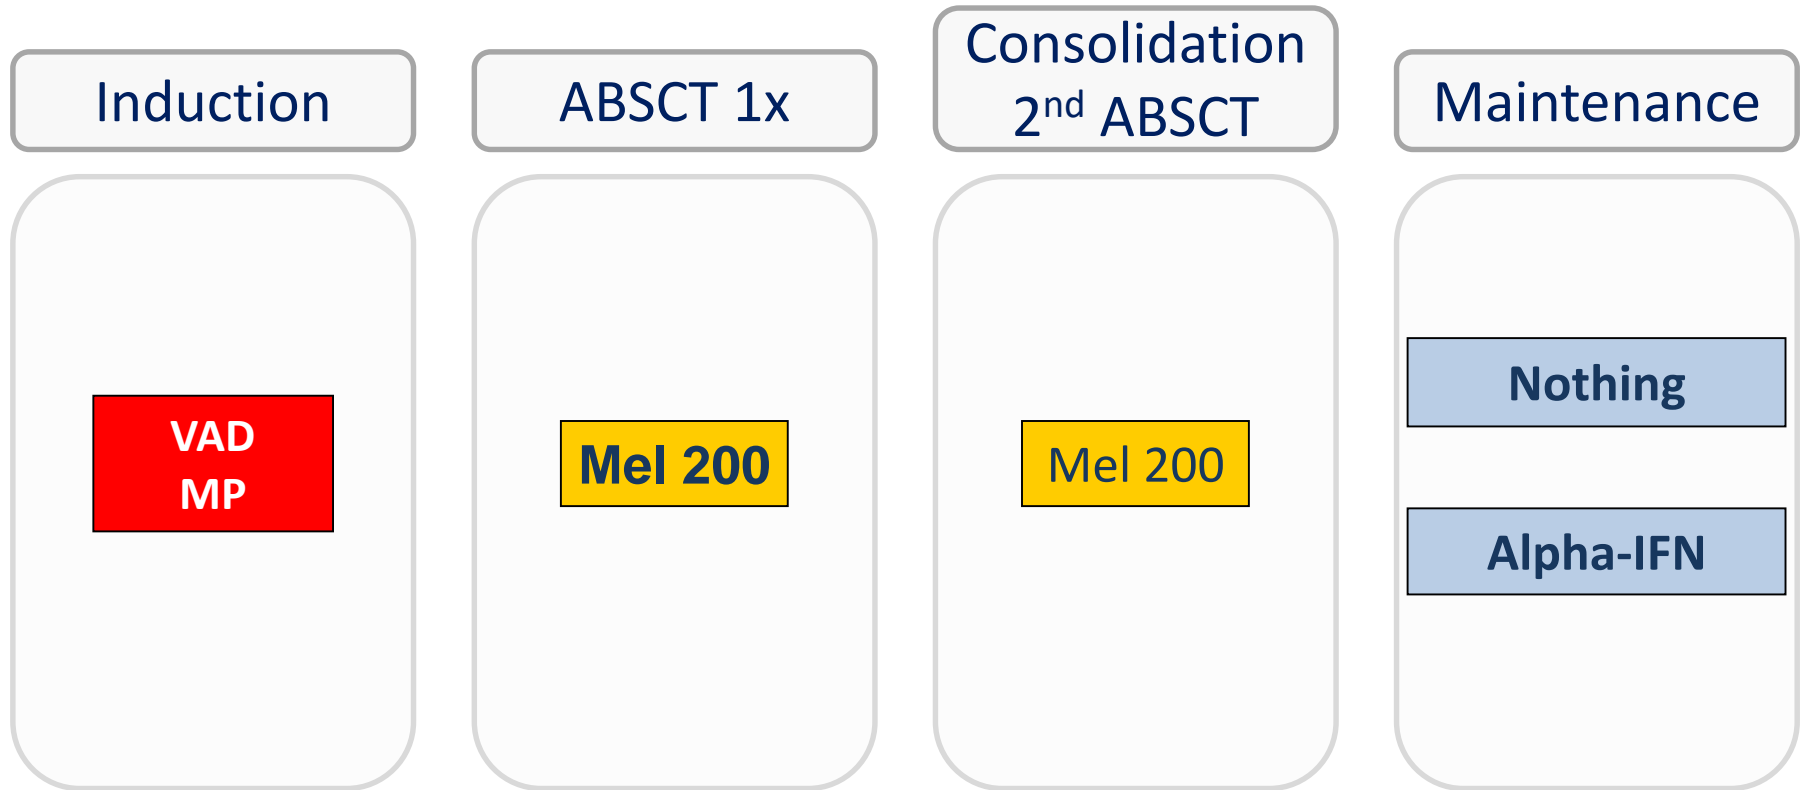 Induction
VAD
MP
ABSCT 1x
Mel 200
Consolidation
2nd ABSCT
Mel 200
Maintenance
Nothing
Alpha-IFN